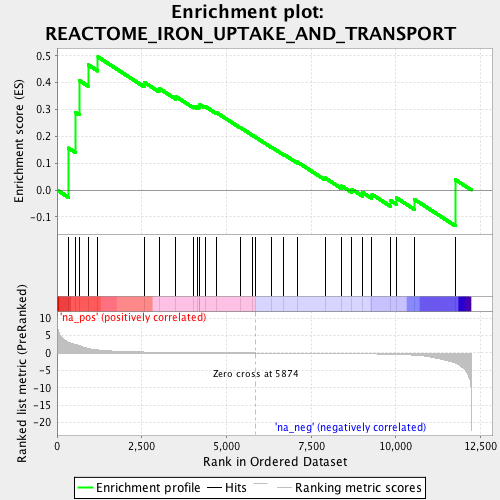 Enrichment plot:
REACTOME_IRON_UPTAKE_AND_TRANSPORT
Enrichment score (ES)
0.5
0.4
0.3
0.2
0.1
0.0
-0.1
Ranked list metric (PreRanked)
10
5
0
-5
-10
-15
-20
'na_pos' (positively correlated)
Zero cross at 5874
'na_neg' (negatively correlated)
0
2,500
5,000
7,500
10,000
12,500
Rank in Ordered Dataset
Enrichment profile
Hits
Ranking metric scores